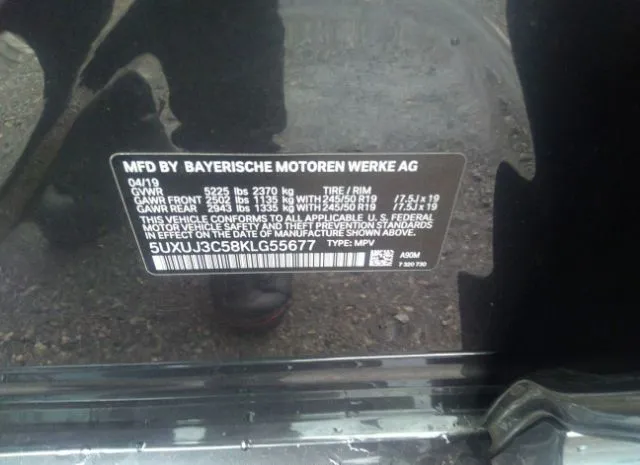 MFD BY BAYERISCHE MOTOREN WERKE AG
04/19
GVWR 5225 lbs 2370 kg TIRE / RIM
GAWR FRONT 2502 lbs 1135 kg WITH 245/50 R19 /7.5J x 19
GAWR REAR 2943 lbs 1335 kg WITH 245/50 R19 /7.5J x 19
THIS VEHICLE CONFORMS TO ALL APPLICABLE U. S. FEDERAL
MOTOR VEHICLE SAFETY AND THEFT PREVENTION STANDARDS
IN EFFECT ON THE DATE OF MANUFACTURE SHOWN ABOVE.
5UXUJ3C58KLG55677 TYPE: MPV
A90M
7 320 730